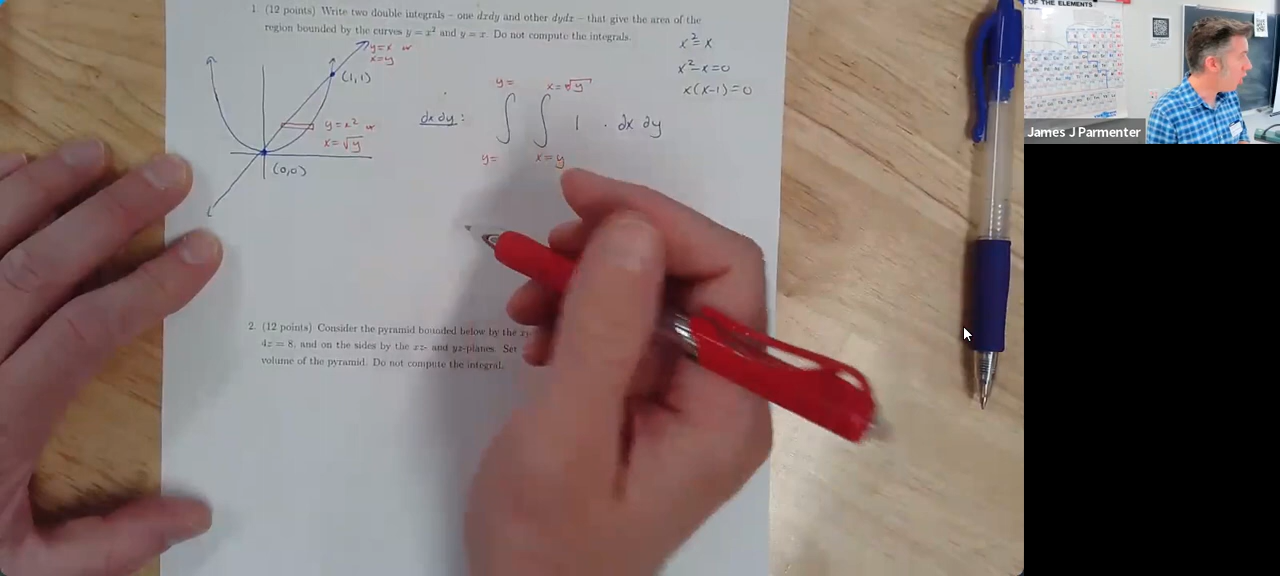 1. (12 points) Write two double integrals – one dxdy and other dydx – that give the area of the
region bounded by the curves y = x² and y = x. Do not compute the integrals.
x² = x
x² - x = 0
x(x-1) = 0
y=x or
x=y
(1,1)
y=x² or
x=√y
(0,0)
dx dy :
y= x=√y
∫ ∫ 1 · dx dy
y= x=y
2. (12 points) Consider the pyramid bounded below by the
4z = 8, and on the sides by the xz- and yz-planes. Set
volume of the pyramid. Do not compute the integral.
OF THE ELEMENTS
James J Parmenter